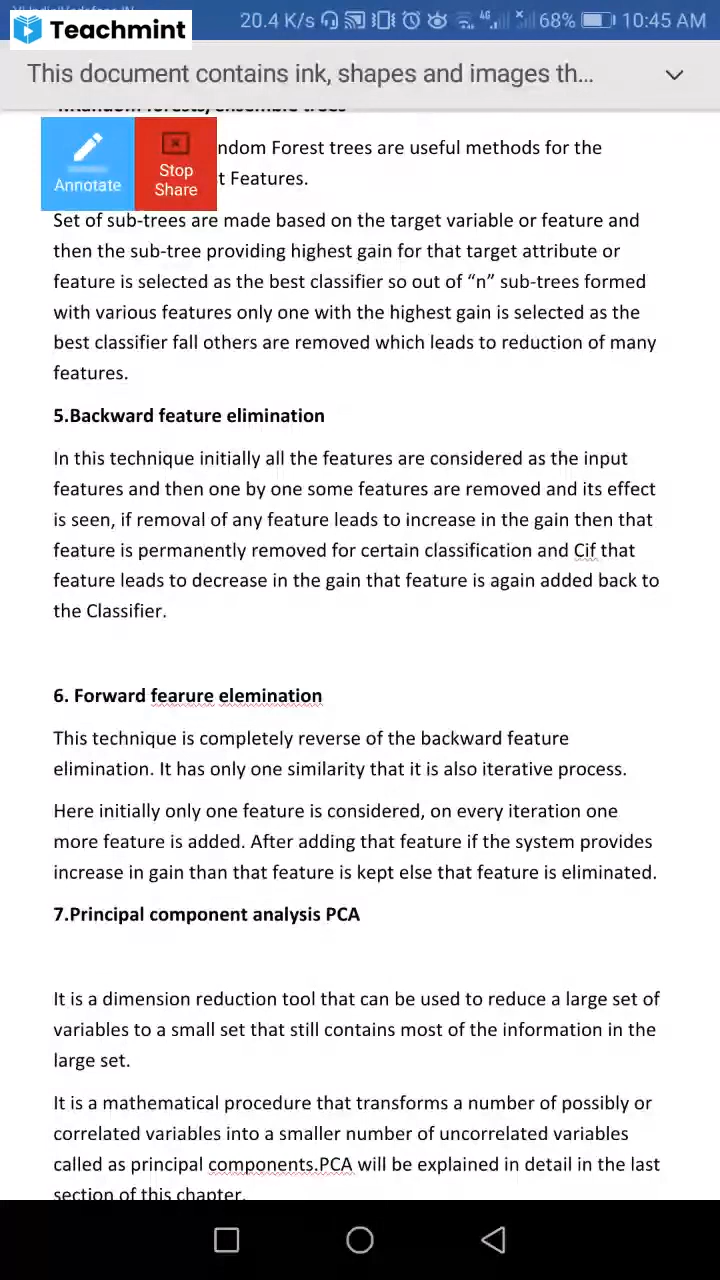 Teachmint
20.4 K/s 4G 68% 10:45 AM
This document contains ink, shapes and images th...
ndom Forest trees are useful methods for the
Annotate
Stop
Share
t Features.
Set of sub-trees are made based on the target variable or feature and
then the sub-tree providing highest gain for that target attribute or
feature is selected as the best classifier so out of “n” sub-trees formed
with various features only one with the highest gain is selected as the
best classifier fall others are removed which leads to reduction of many
features.
5.Backward feature elimination
In this technique initially all the features are considered as the input
features and then one by one some features are removed and its effect
is seen, if removal of any feature leads to increase in the gain then that
feature is permanently removed for certain classification and Cif that
feature leads to decrease in the gain that feature is again added back to
the Classifier.
6. Forward fearure elemination
This technique is completely reverse of the backward feature
elimination. It has only one similarity that it is also iterative process.
Here initially only one feature is considered, on every iteration one
more feature is added. After adding that feature if the system provides
increase in gain than that feature is kept else that feature is eliminated.
7.Principal component analysis PCA
It is a dimension reduction tool that can be used to reduce a large set of
variables to a small set that still contains most of the information in the
large set.
It is a mathematical procedure that transforms a number of possibly or
correlated variables into a smaller number of uncorrelated variables
called as principal components.PCA will be explained in detail in the last
section of this chapter.